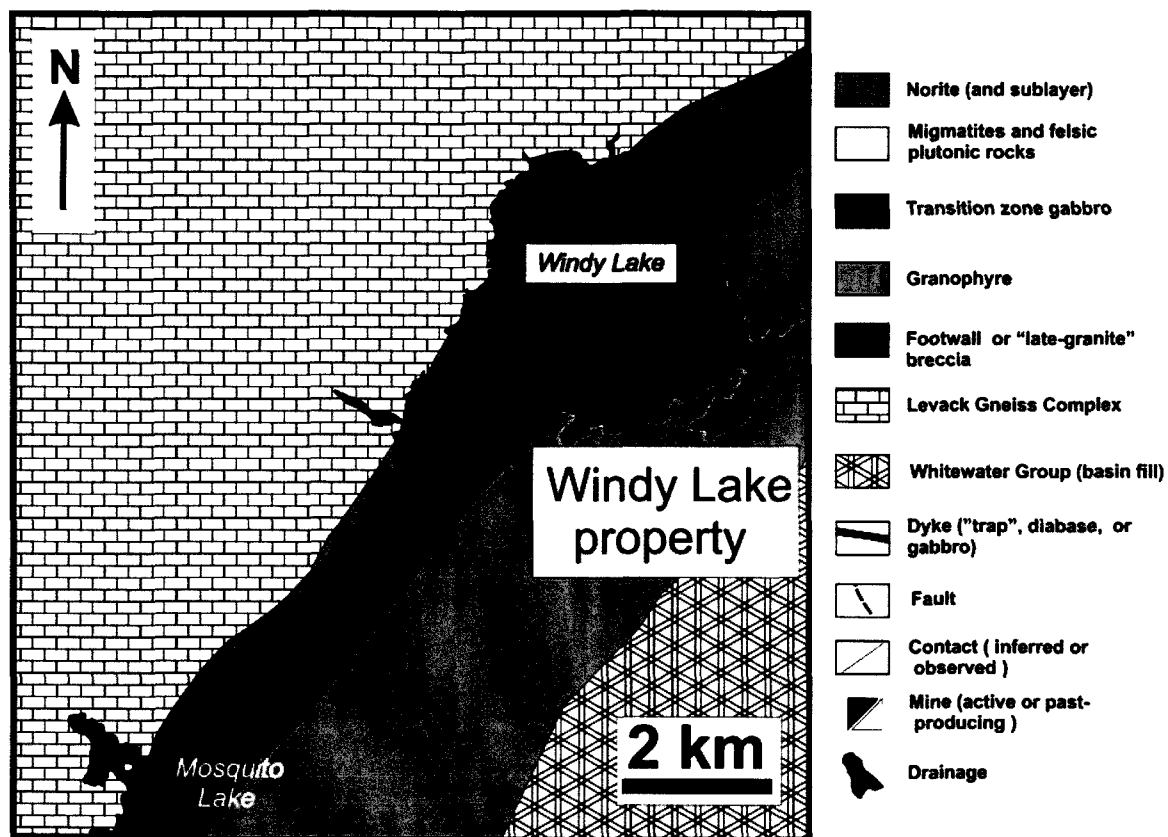 N
Windy Lake
Windy Lake
property
2 km
Mosquito
Lake
Norite (and sublayer)
Migmatites and felsic
plutonic rocks
Transition zone gabbro
Granophyre
Footwall or "late-granite"
breccia
Levack Gneiss Complex
Whitewater Group (basin fill)
Dyke ("trap", diabase, or
gabbro)
Fault
Contact ( inferred or
observed )
Mine (active or past-
producing )
Drainage